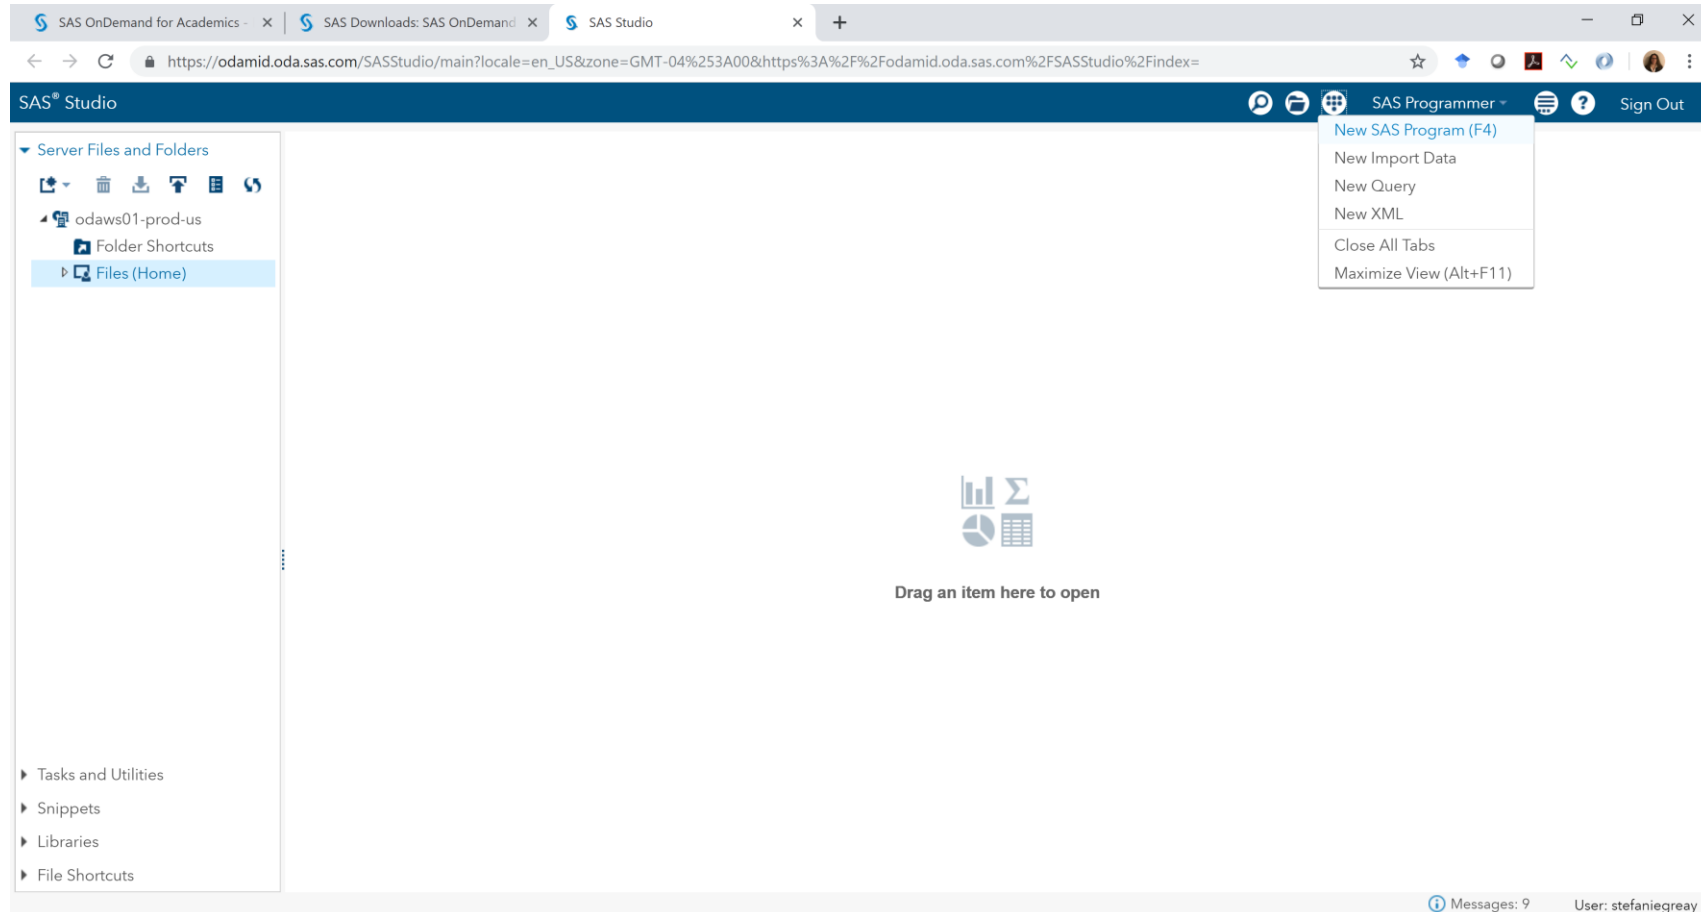 SAS OnDemand for Academics -
SAS Downloads: SAS OnDemand
SAS Studio
https://odamid.oda.sas.com/SASStudio/main?locale=en_US&zone=GMT-04%253A00&https%3A%2F%2Fodamid.oda.sas.com%2FSASStudio%2Findex=
SAS® Studio
SAS Programmer
Sign Out
New SAS Program (F4)
New Import Data
New Query
New XML
Close All Tabs
Maximize View (Alt+F11)
Server Files and Folders
odaws01-prod-us
Folder Shortcuts
Files (Home)
Drag an item here to open
Tasks and Utilities
Snippets
Libraries
File Shortcuts
Messages: 9
User: stefaniegreay